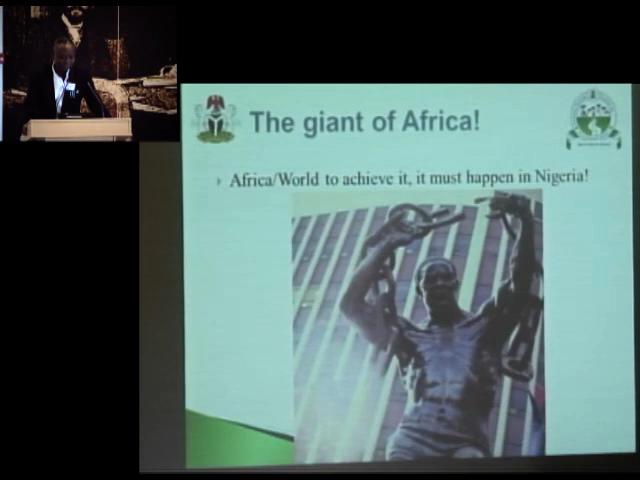 The giant of Africa!
Africa/World to achieve it, it must happen in Nigeria!